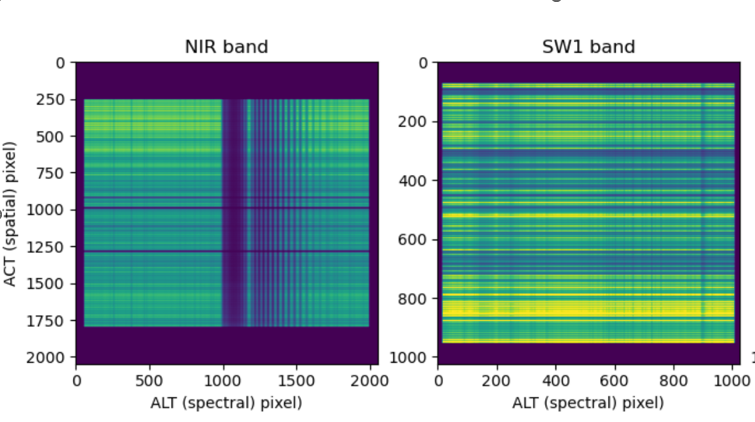 NIR band
0
250
500
750
1000
1250
1500
1750
2000
ACT (spatial) pixel)
0 500 1000 1500 2000
ALT (spectral) pixel)
SW1 band
0
200
400
600
800
1000
0 200 400 600 800 1000
ALT (spectral) pixel)